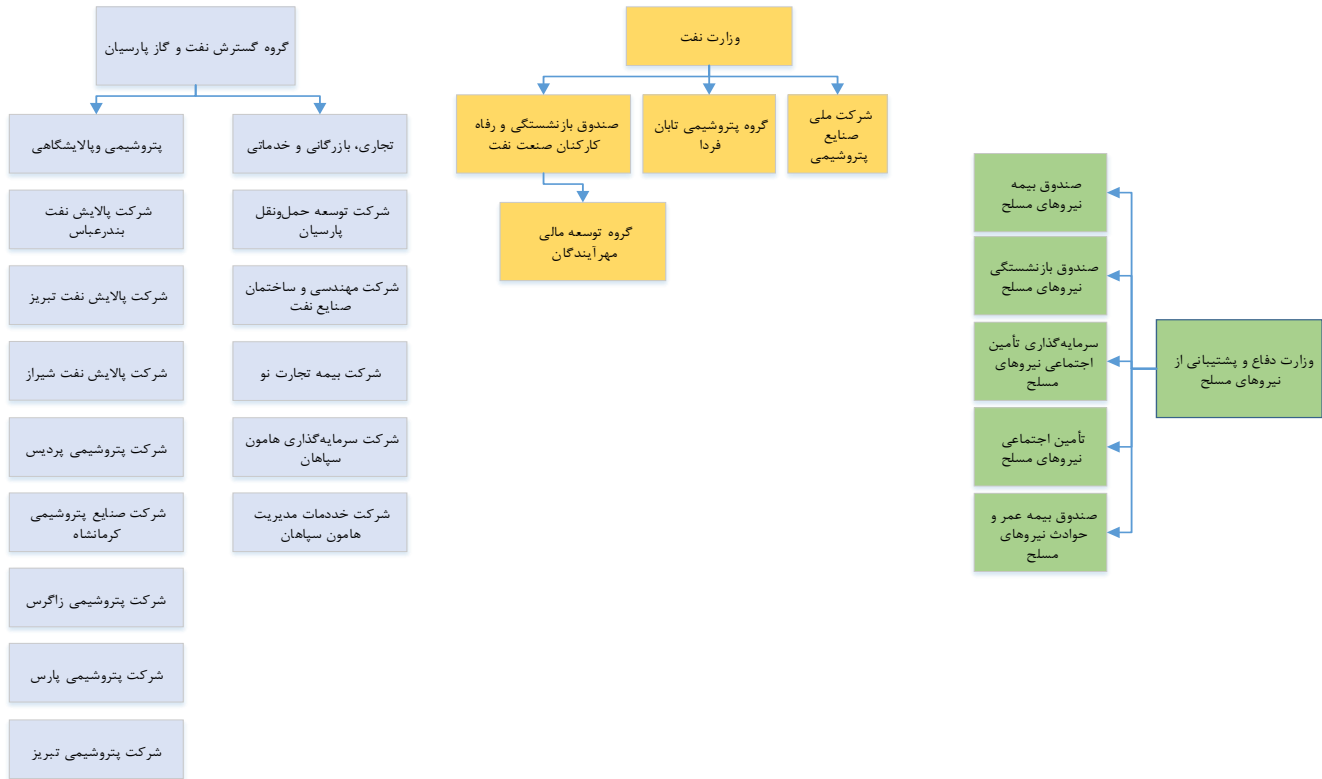 گروه گسترش نفت و گاز پارسیان
پتروشیمی وپالایشگاهی
شرکت پالایش نفت
بندرعباس
شرکت پالایش نفت تبریز
شرکت پالایش نفت شیراز
شرکت پتروشیمی پردیس
شرکت صنایع پتروشیمی
کرمانشاه
شرکت پتروشیمی زاگرس
شرکت پتروشیمی پارس
شرکت پتروشیمی تبریز
تجاری، بازرگانی و خدماتی
شرکت توسعه حمل‌ونقل
پارسیان
شرکت مهندسی و ساختمان
صنایع نفت
شرکت بیمه تجارت نو
شرکت سرمایه‌گذاری هامون
سپاهان
شرکت خددمات مدیریت
هامون سپاهان
وزارت نفت
صندوق بازنشستگی و رفاه
کارکنان صنعت نفت
گروه پتروشیمی تابان
فردا
شرکت ملی
صنایع
پتروشیمی
گروه توسعه مالی
مهرآیندگان
وزارت دفاع و پشتیبانی از
نیروهای مسلح
صندوق بیمه
نیروهای مسلح
صندوق بازنشستگی
نیروهای مسلح
سرمایه‌گذاری تأمین
اجتماعی نیروهای
مسلح
تأمین اجتماعی
نیروهای مسلح
صندوق بیمه عمر و
حوادث نیروهای
مسلح